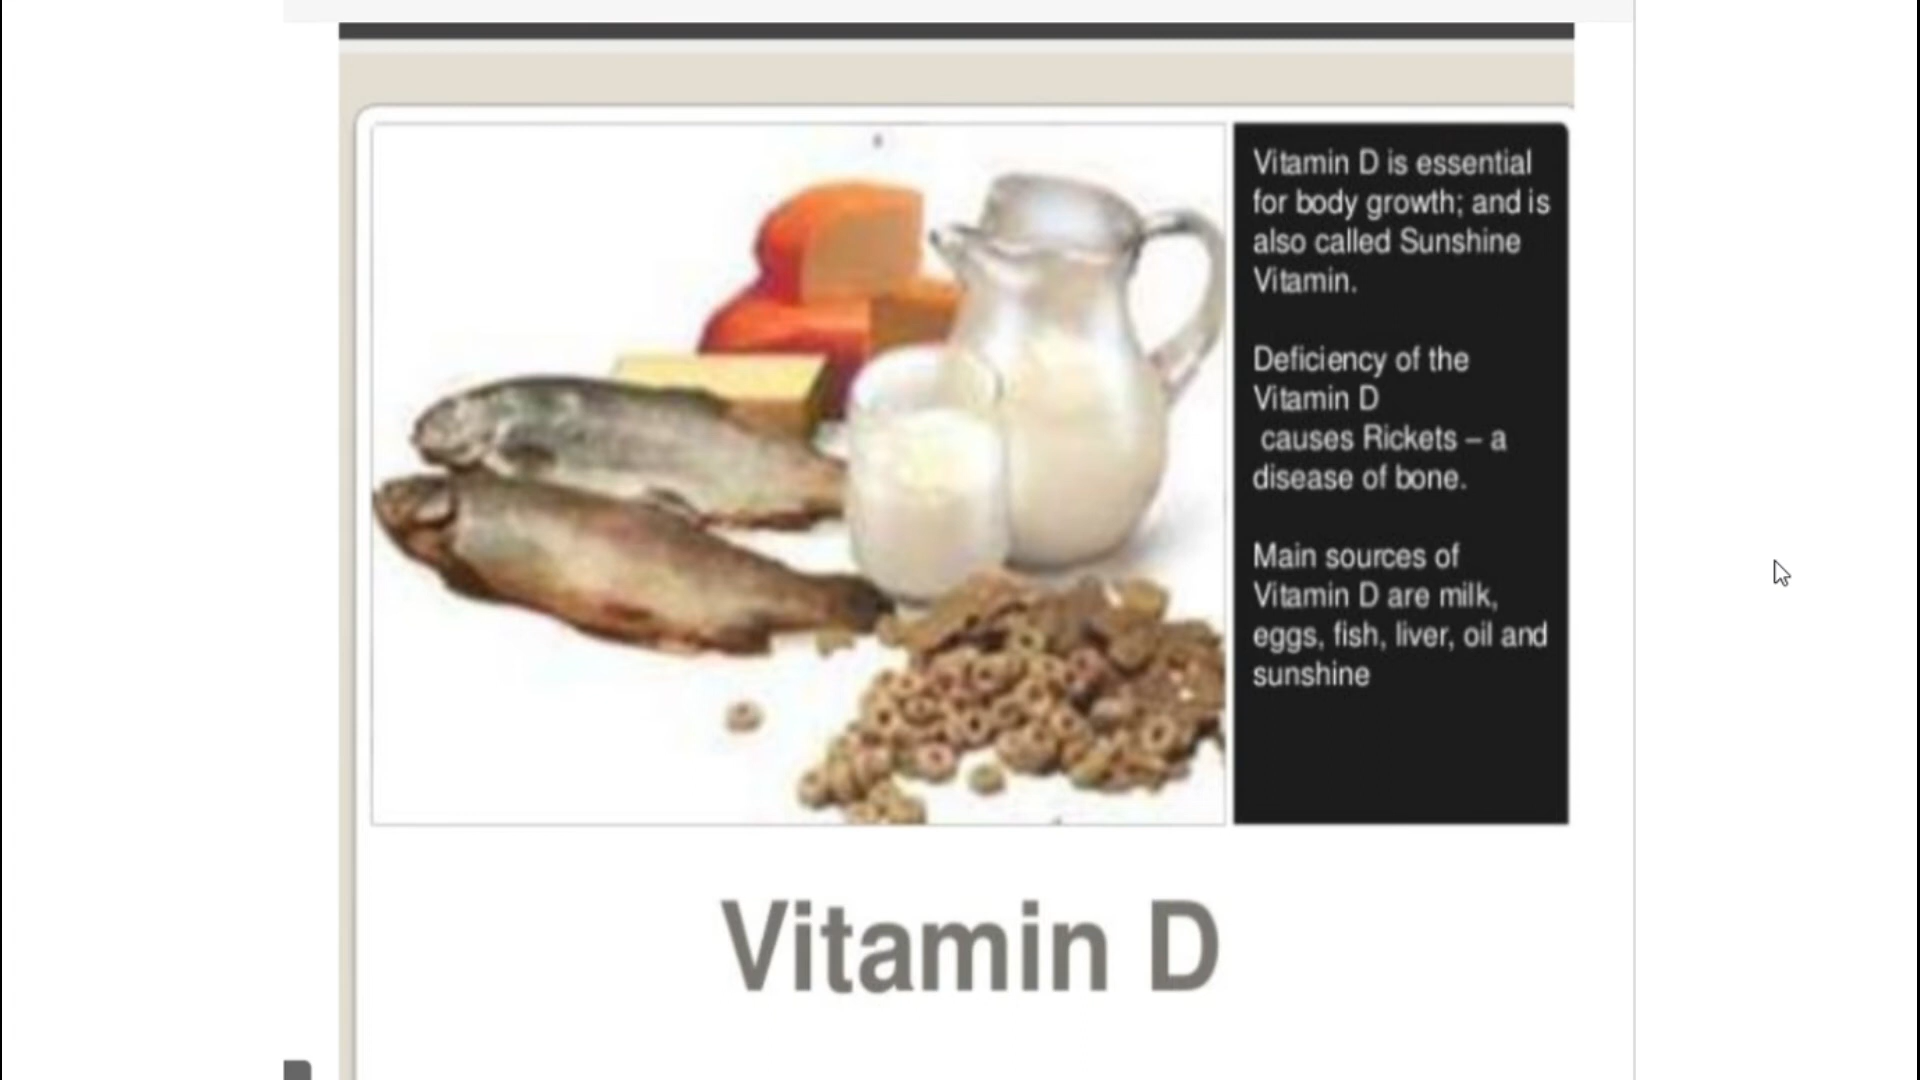 Vitamin D is essential
for body growth; and is
also called Sunshine
Vitamin.
Deficiency of the
Vitamin D
causes Rickets – a
disease of bone.
Main sources of
Vitamin D are milk,
eggs, fish, liver, oil and
sunshine
Vitamin D